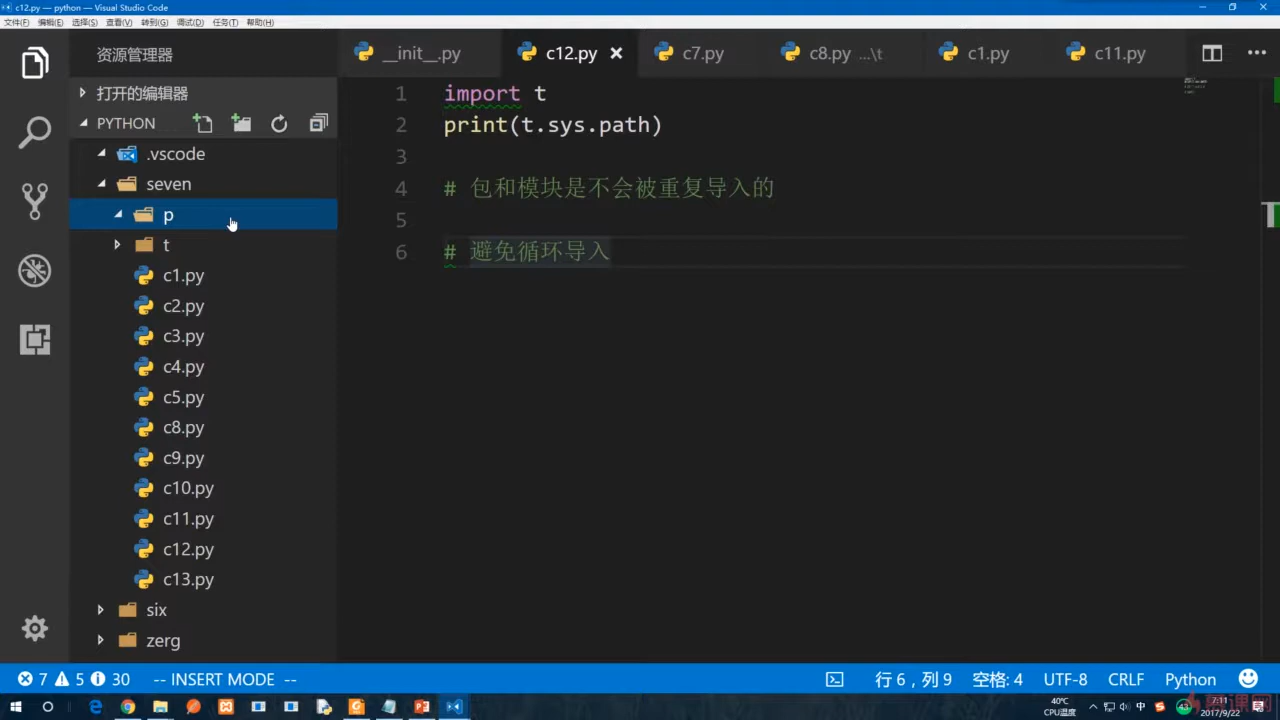 c12.py — python — Visual Studio Code
文件(F) 编辑(E) 选择(S) 查看(V) 转到(G) 调试(D) 任务(T) 帮助(H)
资源管理器
__init__.py c12.py c7.py c8.py ...\t c1.py c11.py
打开的编辑器
PYTHON
.vscode
seven
p
t
c1.py
c2.py
c3.py
c4.py
c5.py
c8.py
c9.py
c10.py
c11.py
c12.py
c13.py
six
zerg
1 import t
2 print(t.sys.path)
3
4 # 包和模块是不会被重复导入的
5
6 # 避免循环导入
7 5 30 -- INSERT MODE --
行 6，列 9 空格: 4 UTF-8 CRLF Python
40℃
CPU温度
中
43
7:11
2017/9/22
慕课网